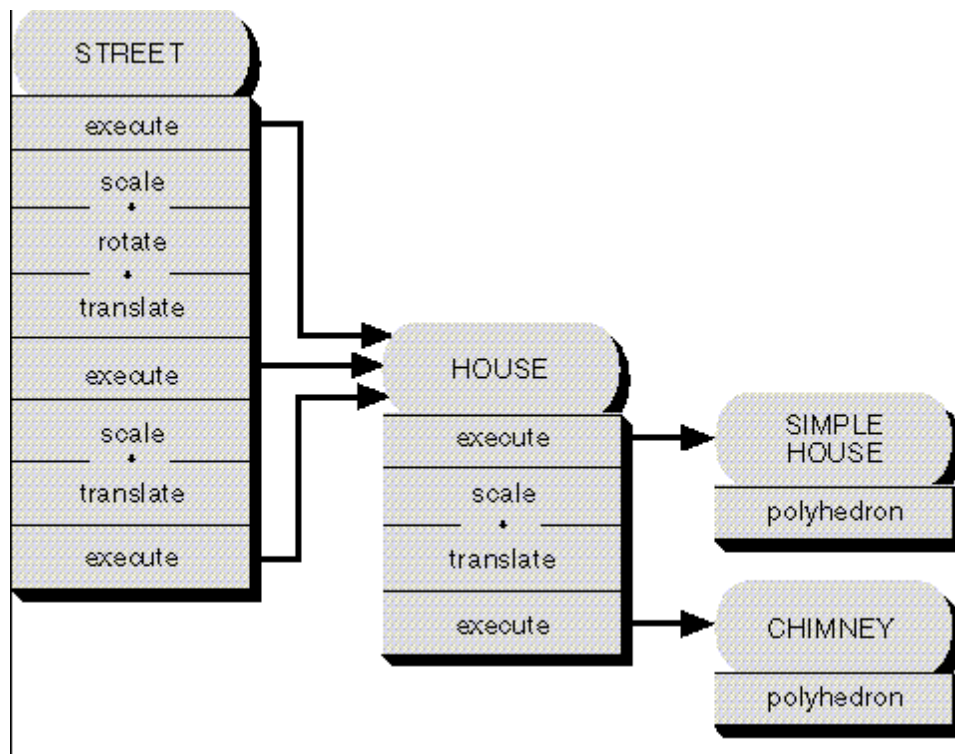 STREET
execute
scale
rotate
translate
execute
scale
translate
execute
HOUSE
execute
scale
translate
execute
SIMPLE
HOUSE
polyhedron
CHIMNEY
polyhedron